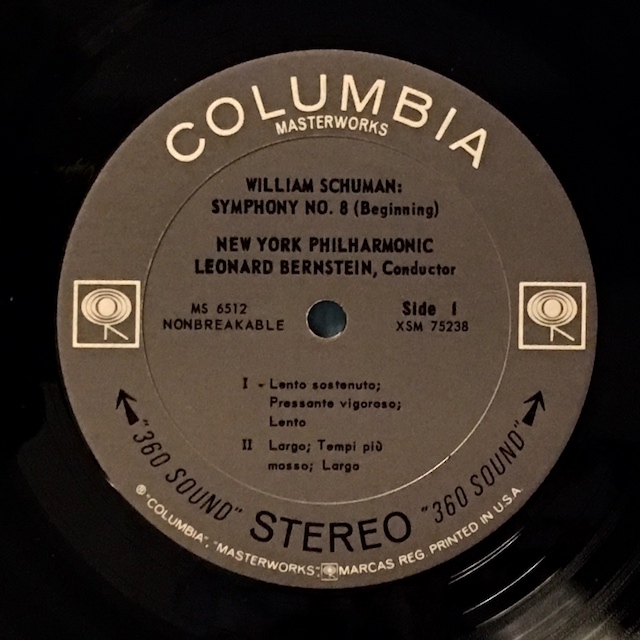 COLUMBIA
MASTERWORKS
WILLIAM SCHUMAN:
SYMPHONY NO. 8 (Beginning)
NEW YORK PHILHARMONIC
LEONARD BERNSTEIN, Conductor
MS 6512
NONBREAKABLE
Side 1
XSM 75238
I - Lento sostenuto;
Pressante vigoroso;
Lento
II Largo; Tempi più
mosso; Largo
"360 SOUND" STEREO "360 SOUND"
® "COLUMBIA", "MASTERWORKS", MARCAS REG. PRINTED IN U.S.A.